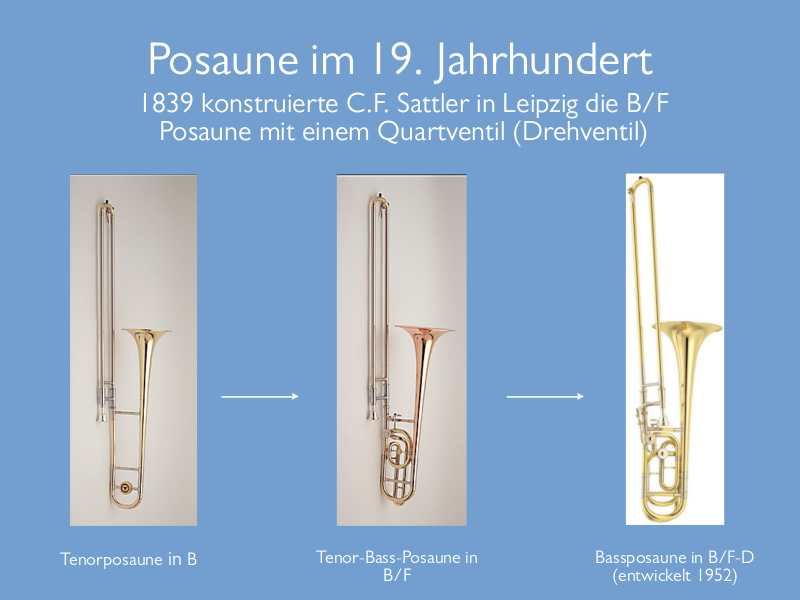 Posaune im 19. Jahrhundert
1839 konstruierte C.F. Sattler in Leipzig die B/F
Posaune mit einem Quartventil (Drehventil)
Tenorposaune in B
Tenor-Bass-Posaune in
B/F
Bassposaune in B/F-D
(entwickelt 1952)